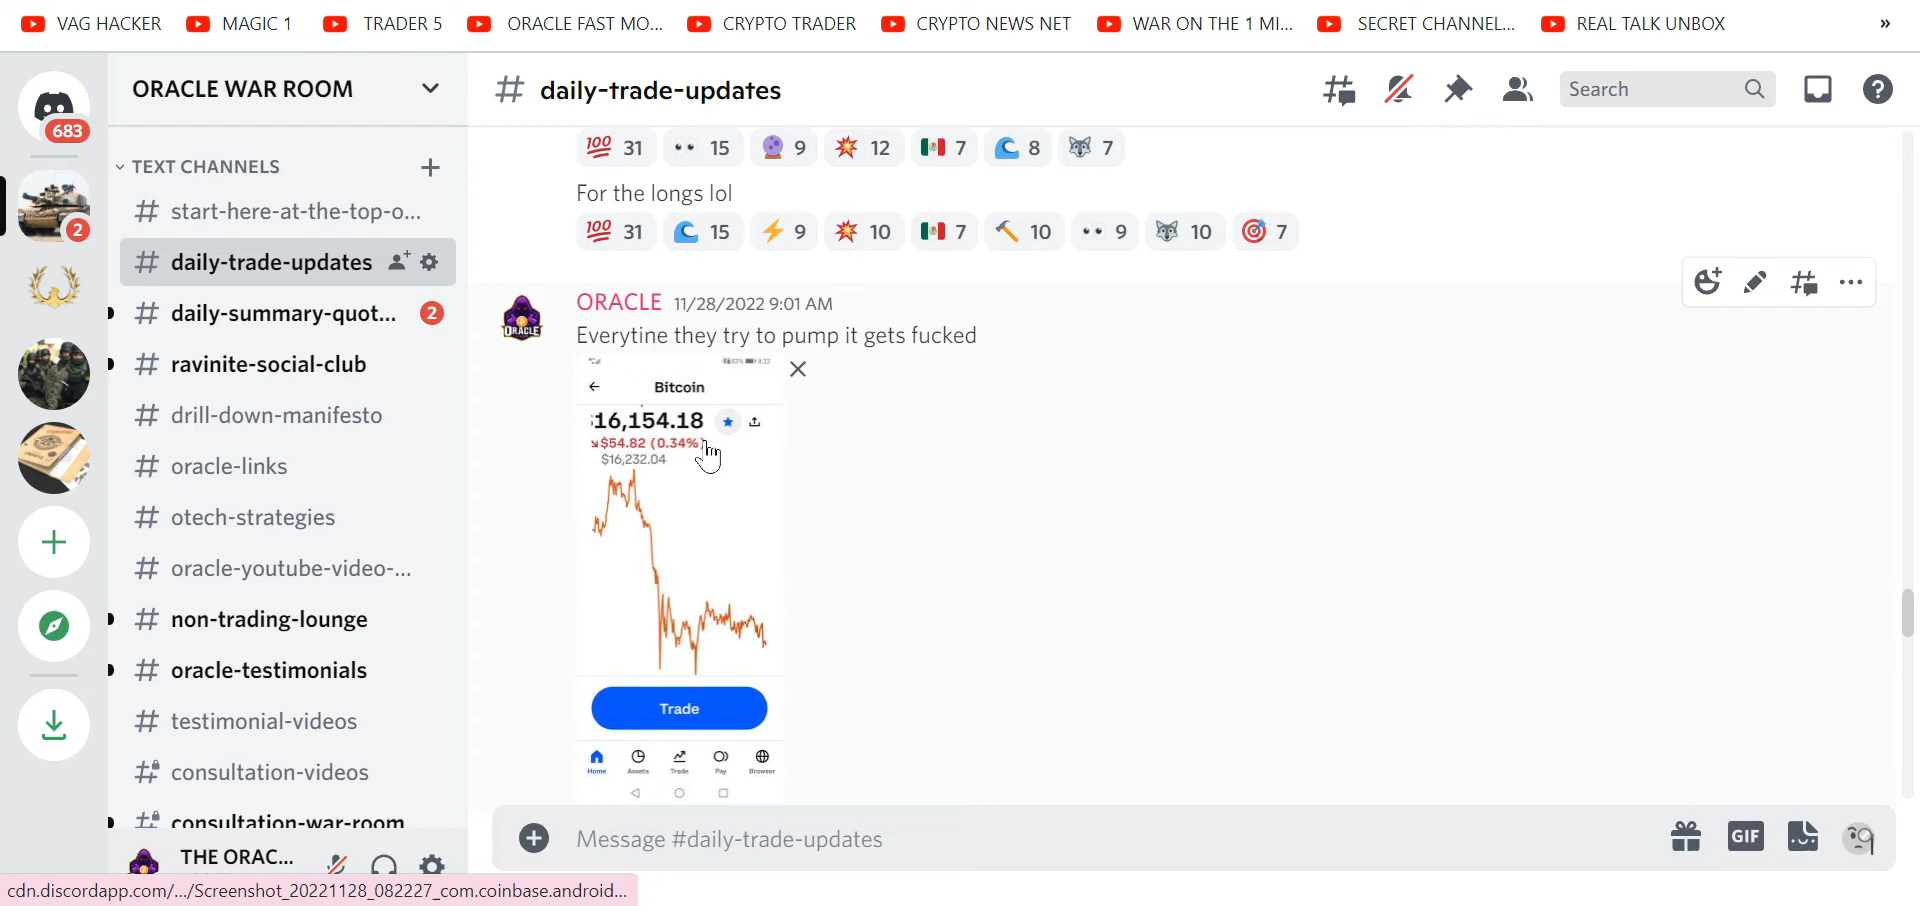 VAG HACKER MAGIC 1 TRADER 5 ORACLE FAST MO... CRYPTO TRADER CRYPTO NEWS NET WAR ON THE 1 MI... SECRET CHANNEL... REAL TALK UNBOX »
683
2
ORACLE WAR ROOM
TEXT CHANNELS
# start-here-at-the-top-o...
# daily-trade-updates
# daily-summary-quot... 2
# ravinite-social-club
# drill-down-manifesto
# oracle-links
# otech-strategies
# oracle-youtube-video-...
# non-trading-lounge
# oracle-testimonials
# testimonial-videos
# consultation-videos
# consultation-war-room
THE ORAC...
# daily-trade-updates
Search
100 31 15 9 12 7 8 7
For the longs lol
100 31 15 9 10 7 10 9 10 7
ORACLE
ORACLE 11/28/2022 9:01 AM
Everytine they try to pump it gets fucked
83% 8:22
Bitcoin
16,154.18
↘$54.82 (0.34%)
$16,232.04
Trade
Home Assets Trade Pay Browser
Message #daily-trade-updates
GIF
cdn.discordapp.com/.../Screenshot_20221128_082227_com.coinbase.android...